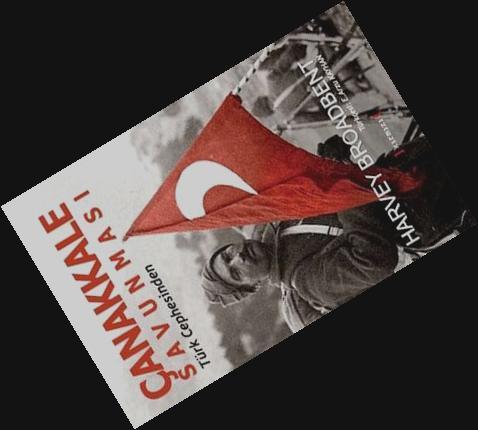 ÇANAKKALE
SAVUNMASI
Türk Cephesinden
HARVEY BROADBENT